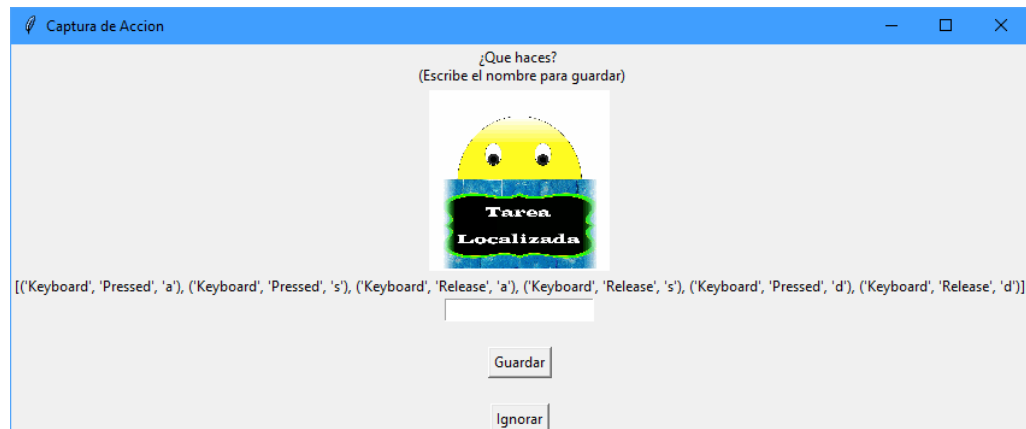 Captura de Accion
¿Que haces?
(Escribe el nombre para guardar)
Tarea
Localizada
[('Keyboard', 'Pressed', 'a'), ('Keyboard', 'Pressed', 's'), ('Keyboard', 'Release', 'a'), ('Keyboard', 'Release', 's'), ('Keyboard', 'Pressed', 'd'), ('Keyboard', 'Release', 'd')]
Guardar
Ignorar